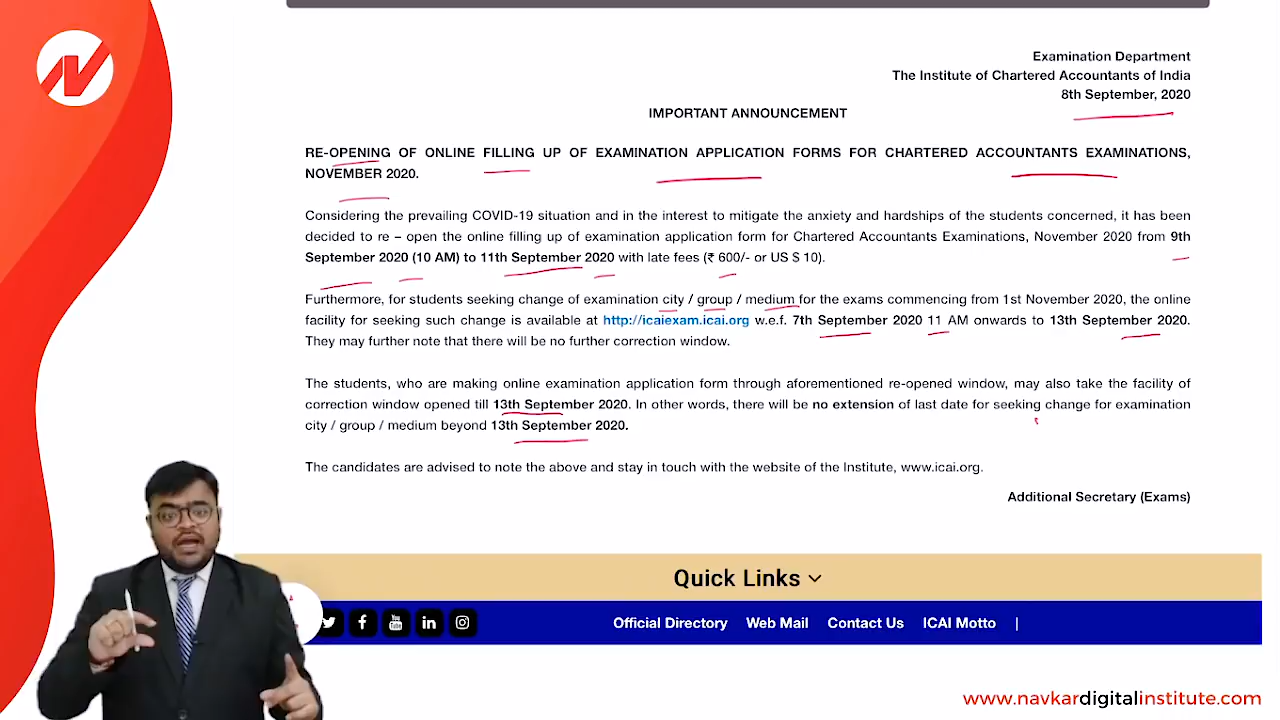 Examination Department
The Institute of Chartered Accountants of India
8th September, 2020
IMPORTANT ANNOUNCEMENT
RE-OPENING OF ONLINE FILLING UP OF EXAMINATION APPLICATION FORMS FOR CHARTERED ACCOUNTANTS EXAMINATIONS,
NOVEMBER 2020.
Considering the prevailing COVID-19 situation and in the interest to mitigate the anxiety and hardships of the students concerned, it has been
decided to re – open the online filling up of examination application form for Chartered Accountants Examinations, November 2020 from 9th
September 2020 (10 AM) to 11th September 2020 with late fees (₹ 600/- or US $ 10).
Furthermore, for students seeking change of examination city / group / medium for the exams commencing from 1st November 2020, the online
facility for seeking such change is available at http://icaiexam.icai.org w.e.f. 7th September 2020 11 AM onwards to 13th September 2020.
They may further note that there will be no further correction window.
The students, who are making online examination application form through aforementioned re-opened window, may also take the facility of
correction window opened till 13th September 2020. In other words, there will be no extension of last date for seeking change for examination
city / group / medium beyond 13th September 2020.
The candidates are advised to note the above and stay in touch with the website of the Institute, www.icai.org.
Additional Secretary (Exams)
Quick Links
Official Directory Web Mail Contact Us ICAI Motto |
www.navkardigitalinstitute.com